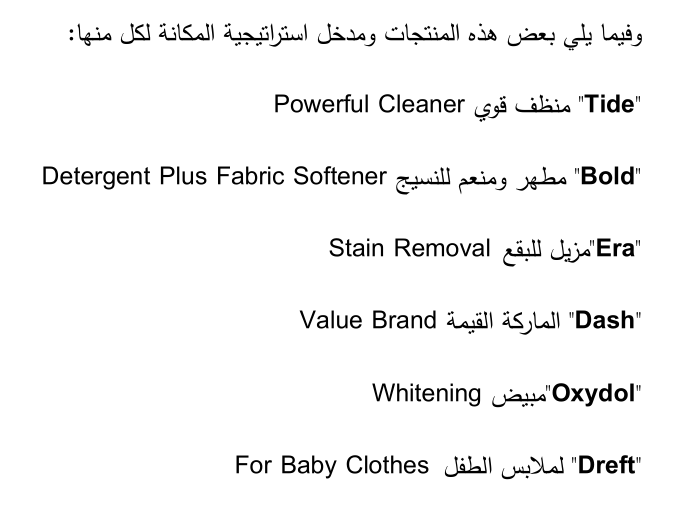 وفيما يلي بعض هذه المنتجات ومدخل استراتيجية المكانة لكل منها:
"Tide" منظف قوي Powerful Cleaner
"Bold" مطهر ومنعم للنسيج Detergent Plus Fabric Softener
"Era"مزيل للبقع Stain Removal
"Dash" الماركة القيمة Value Brand
"Oxydol"مبيض Whitening
"Dreft" لملابس الطفل For Baby Clothes